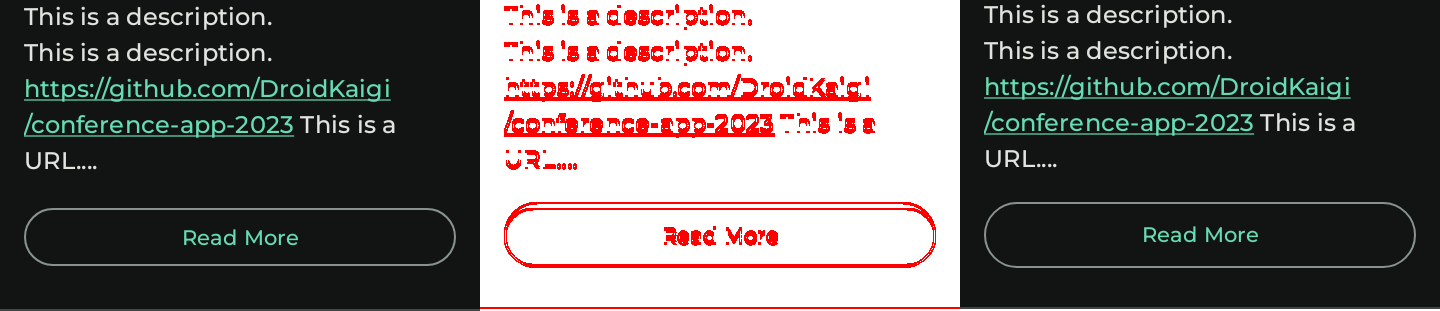 This is a description.
This is a description.
https://github.com/DroidKaigi
/conference-app-2023 This is a
URL....
Read More
This is a description.
This is a description.
https://github.com/DroidKaigi
/conference-app-2023 This is a
URL....
Read More
This is a description.
This is a description.
https://github.com/DroidKaigi
/conference-app-2023 This is a
URL....
Read More